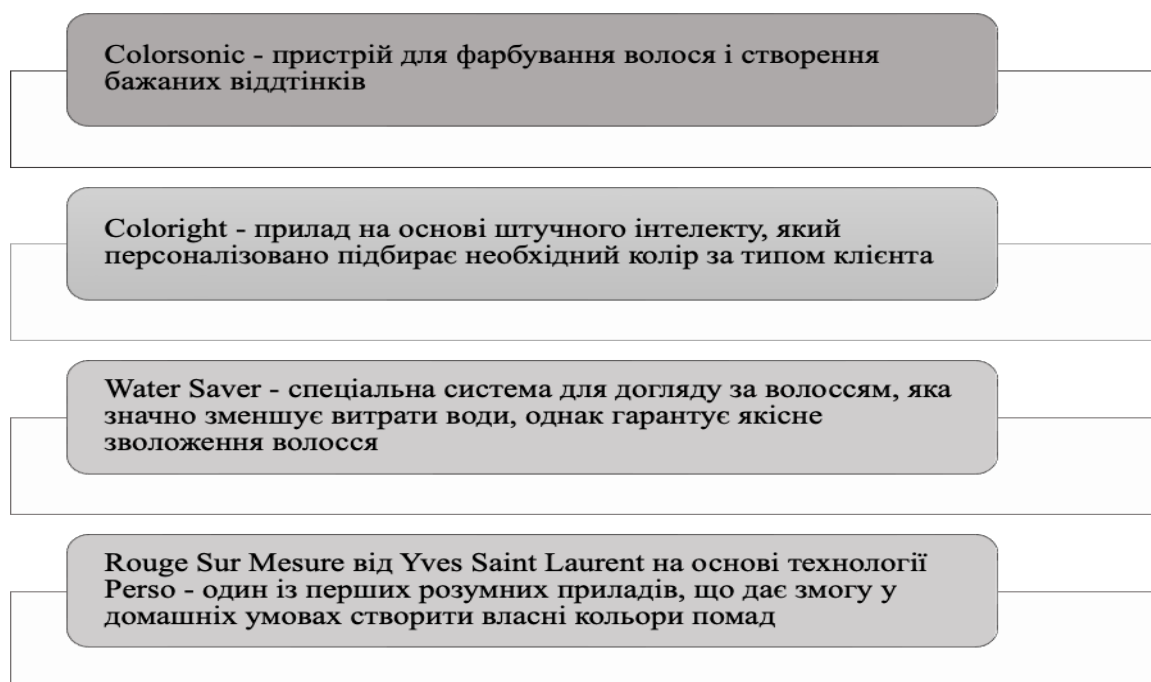 Colorsonic - пристрій для фарбування волося і створення
бажаних віддтінків
Coloright - прилад на основі штучного інтелекту, який
персоналізовано підбирає необхідний колір за типом клієнта
Water Saver - спеціальна система для догляду за волоссям, яка
значно зменшує витрати води, однак гарантує якісне
зволоження волосся
Rouge Sur Mesure від Yves Saint Laurent на основі технології
Perso - один із перших розумних приладів, що дає змогу у
домашніх умовах створити власні кольори помад